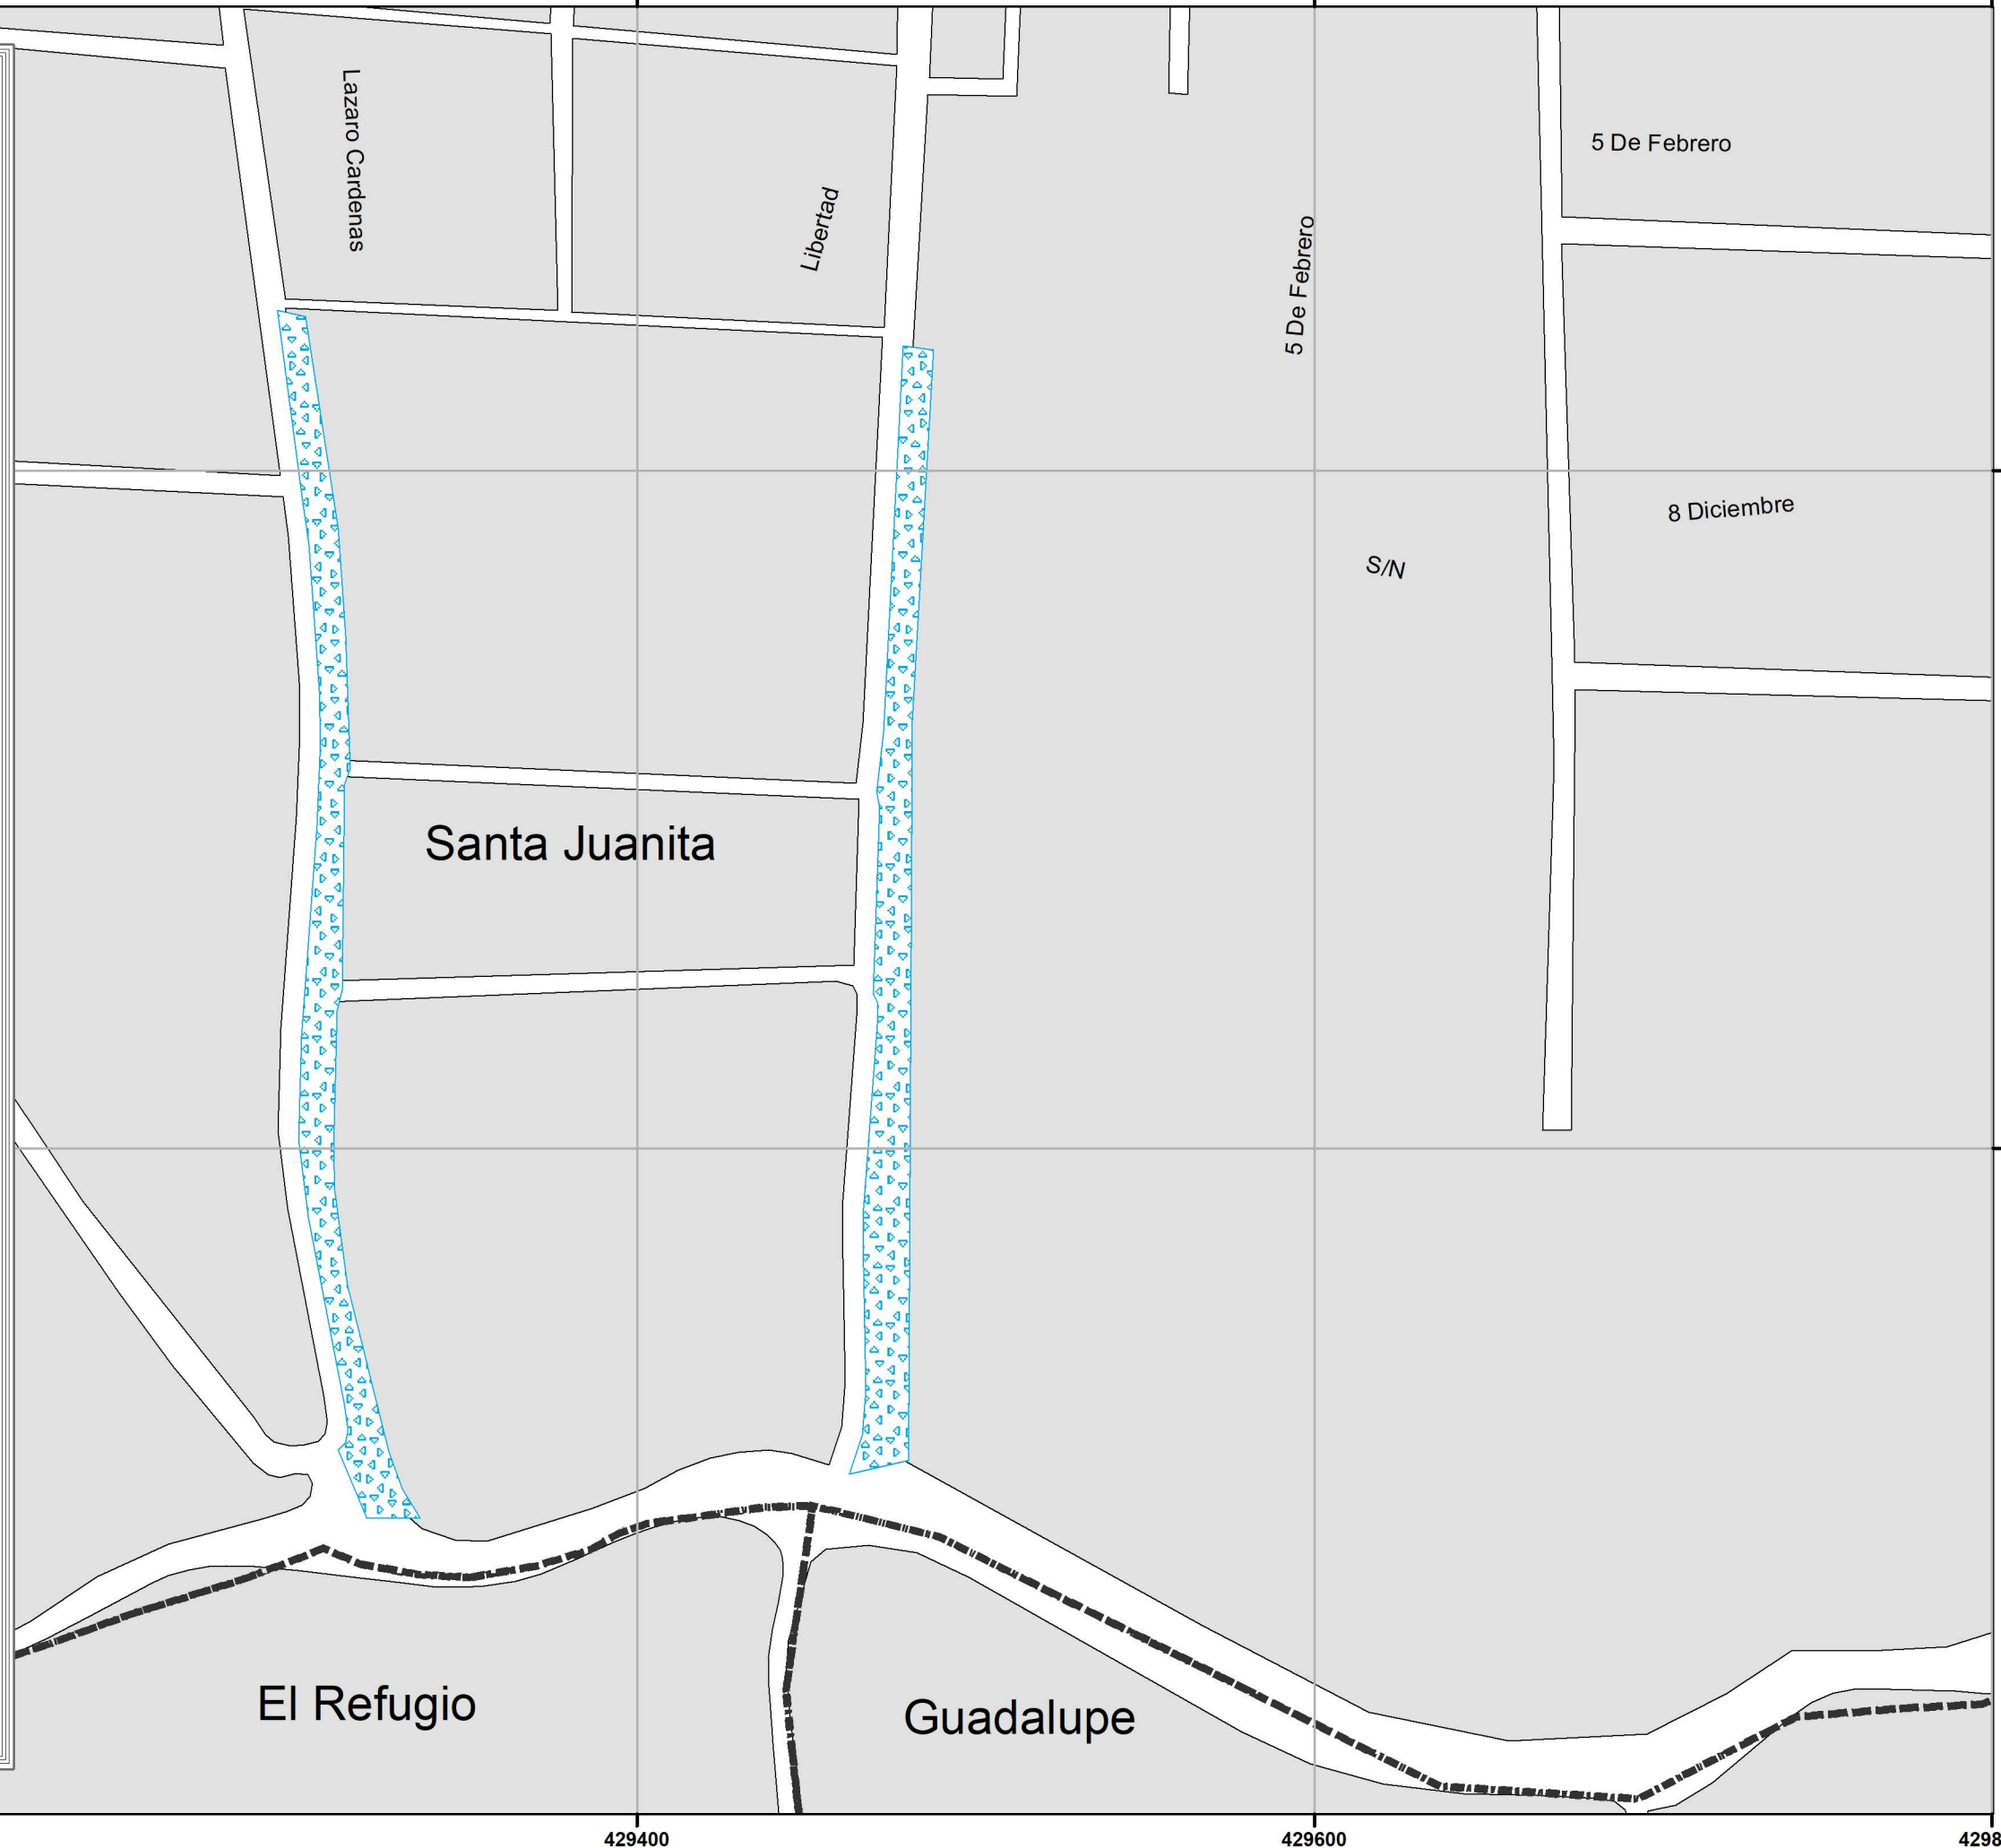 Lazaro Cardenas
Libertad
5 De Febrero
5 De Febrero
8 Diciembre
S/N
Santa Juanita
El Refugio
Guadalupe
429400
429600
4298